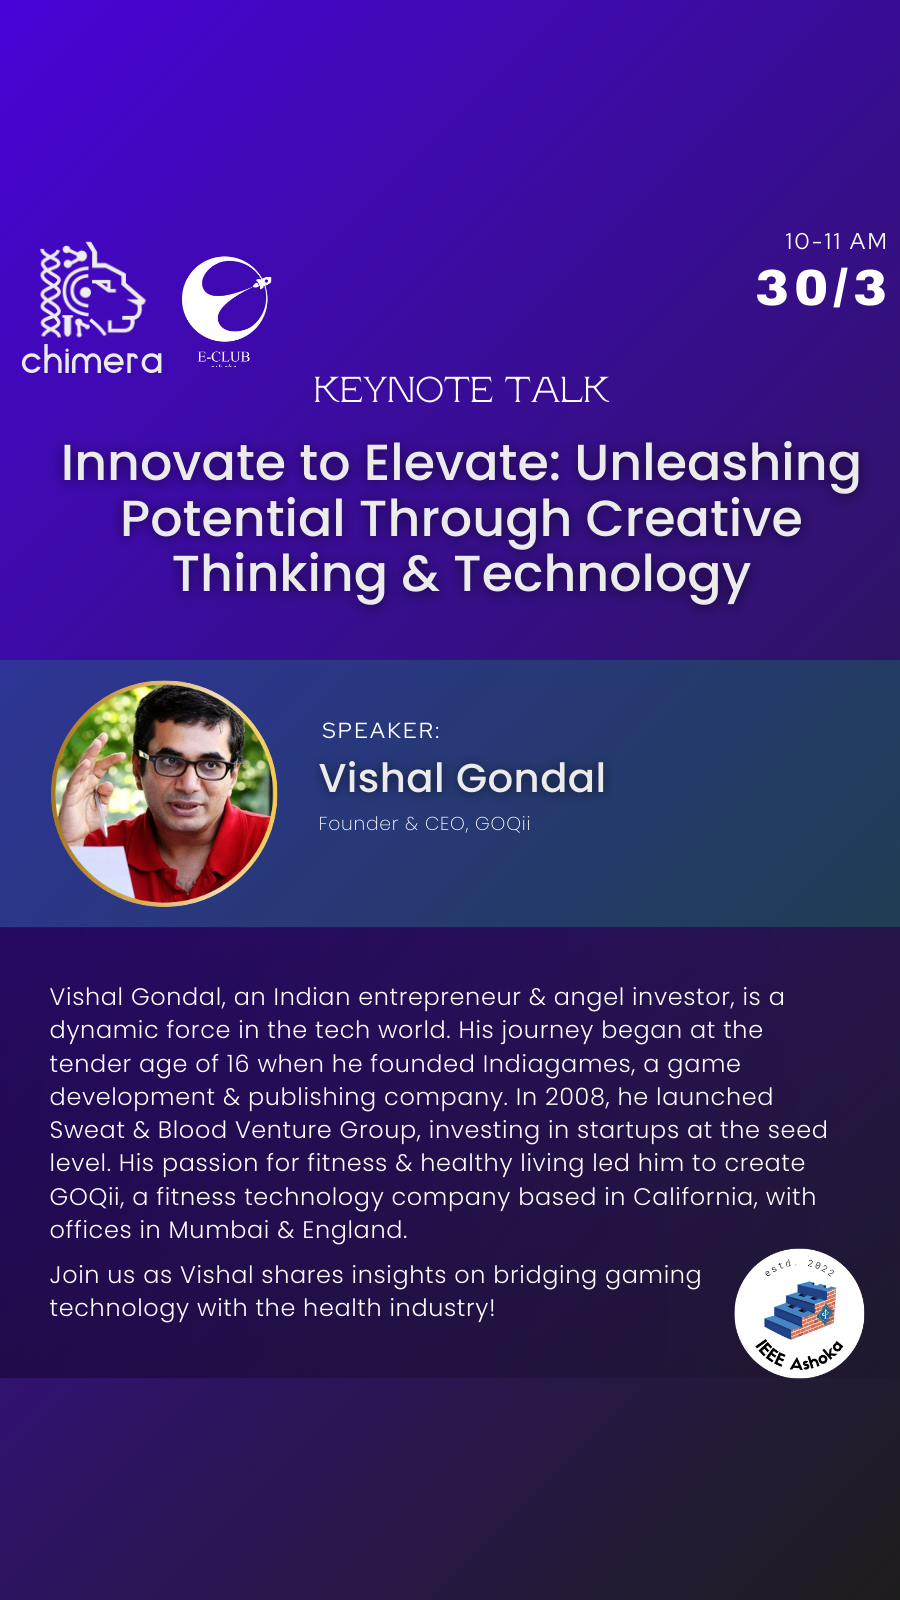 chimera
E-CLUB
10-11 AM
30/3
KEYNOTE TALK
Innovate to Elevate: Unleashing
Potential Through Creative
Thinking & Technology
SPEAKER:
Vishal Gondal
Founder & CEO, GOQii
Vishal Gondal, an Indian entrepreneur & angel investor, is a
dynamic force in the tech world. His journey began at the
tender age of 16 when he founded Indiagames, a game
development & publishing company. In 2008, he launched
Sweat & Blood Venture Group, investing in startups at the seed
level. His passion for fitness & healthy living led him to create
GOQii, a fitness technology company based in California, with
offices in Mumbai & England.
Join us as Vishal shares insights on bridging gaming
technology with the health industry!
estd. 2022
IEEE Ashoka